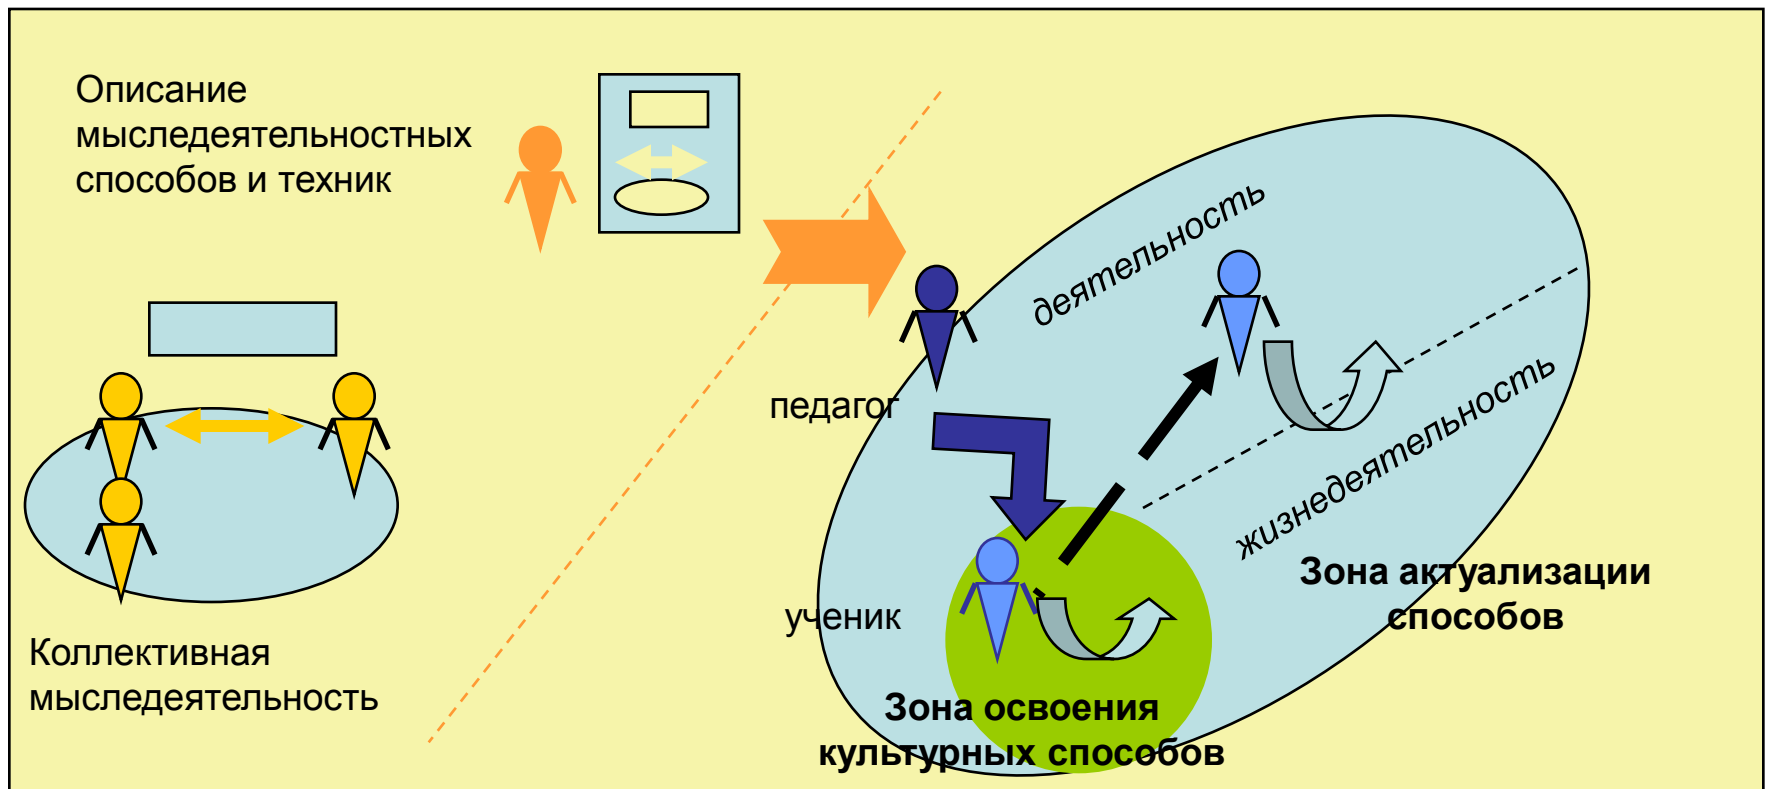 Описание
мыследеятельностных
способов и техник
Коллективная
мыследеятельность
деятельность
педагог
жизнедеятельность
Зона актуализации
способов
ученик
Зона освоения
культурных способов